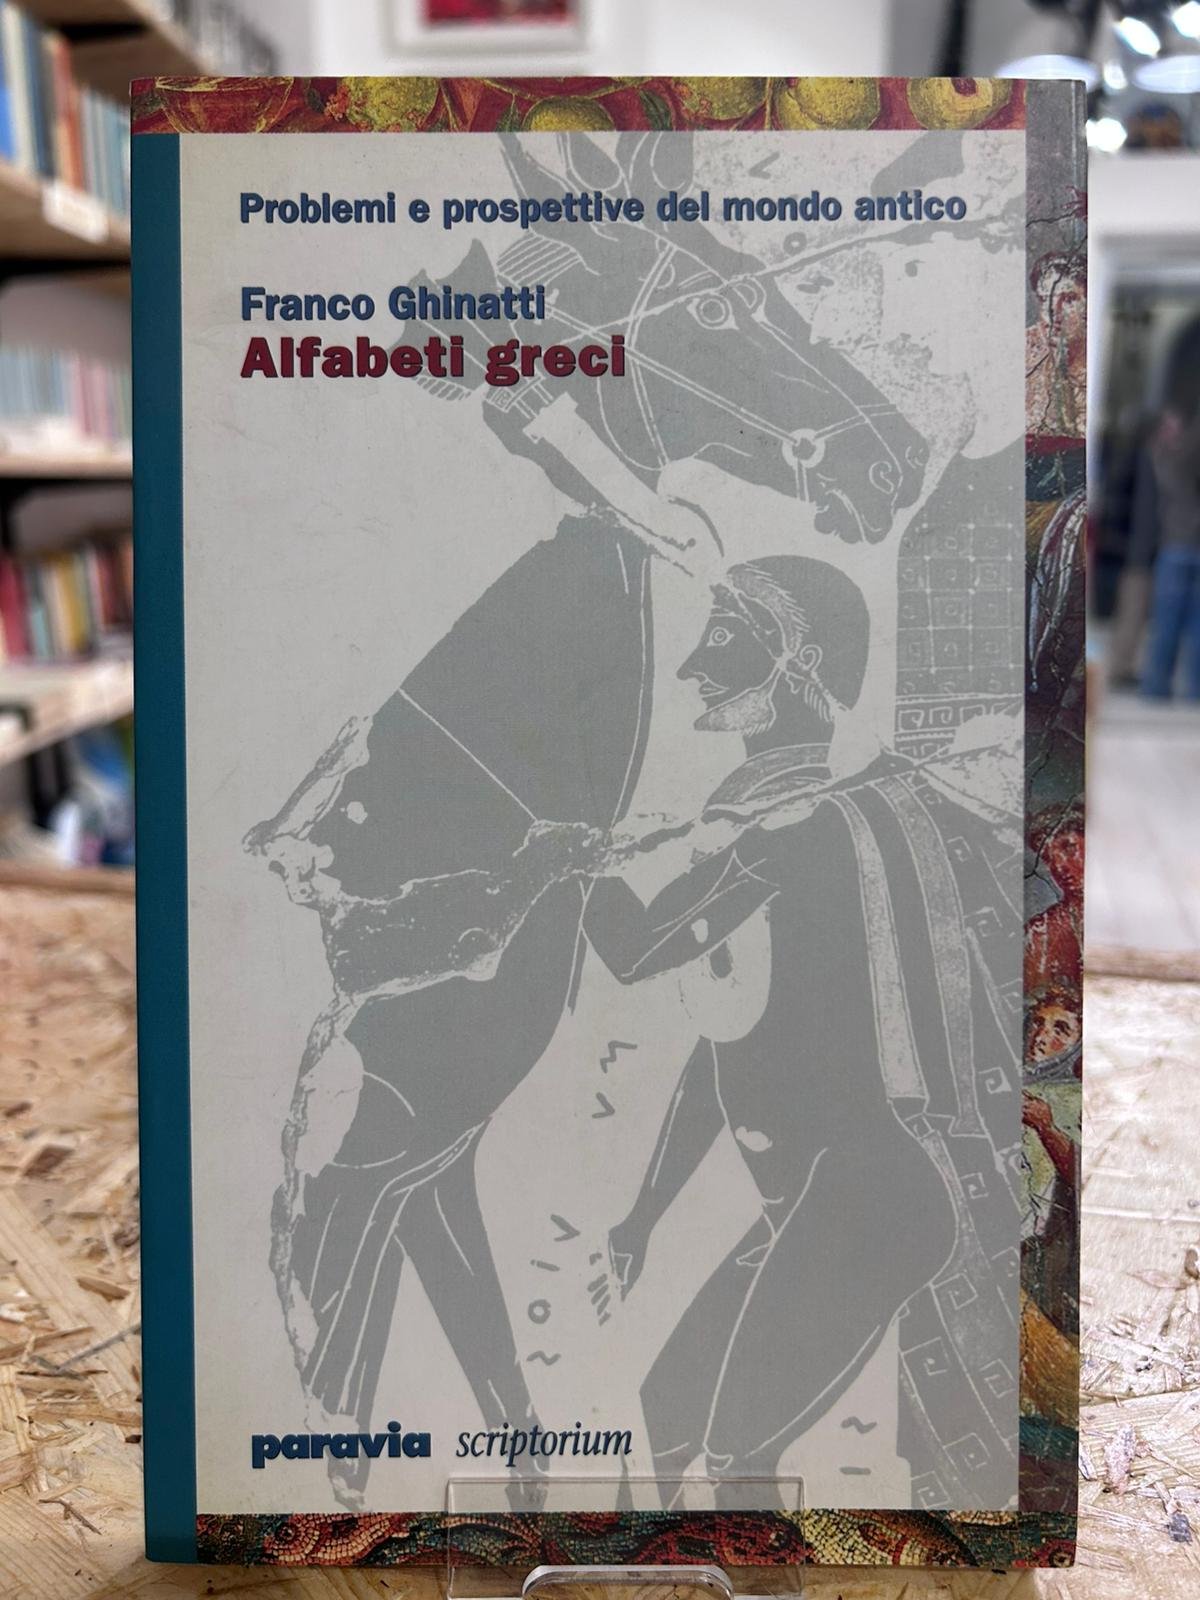 Problemi e prospettive del mondo antico
Franco Ghinatti
Alfabeti greci
paravia scriptorium